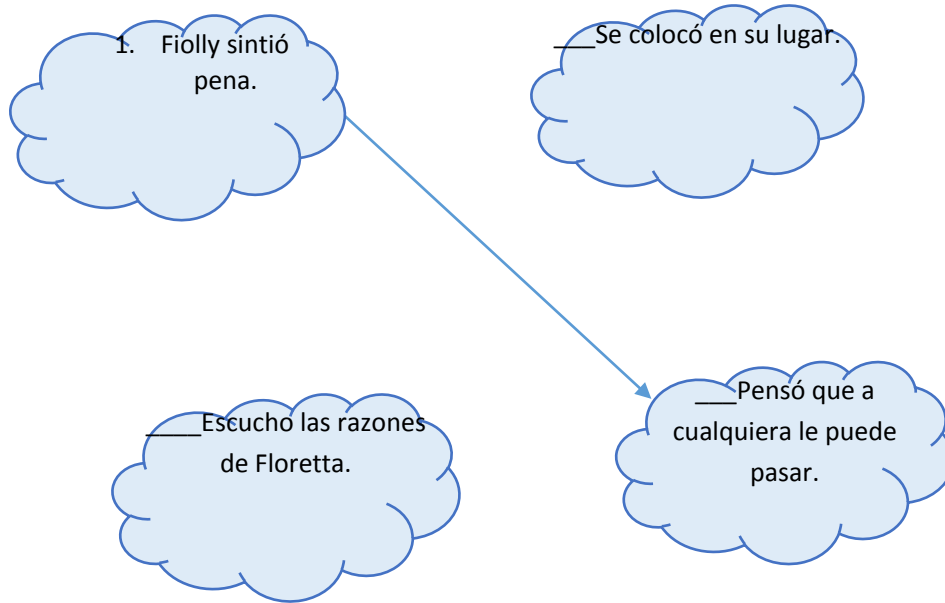 1. Fiolly sintió
pena.
___Se colocó en su lugar.
____Escucho las razones
de Floretta.
___Pensó que a
cualquiera le puede
pasar.